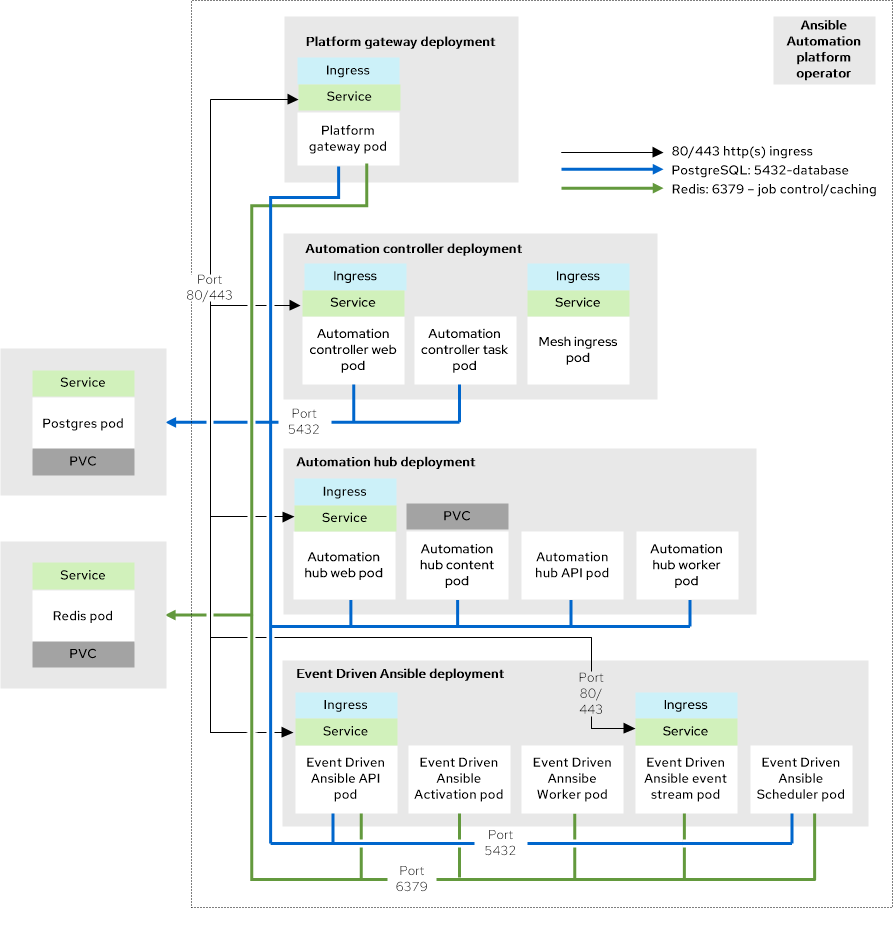 Platform gateway deployment
Ingress
Service
Platform
gateway pod
Ansible
Automation
platform
operator
80/443 http(s) ingress
PostgreSQL: 5432-database
Redis: 6379 – job control/caching
Port
80/443
Automation controller deployment
Ingress
Service
Automation
controller web
pod
Automation
controller task
pod
Ingress
Service
Mesh ingress
pod
Port
5432
Service
Postgres pod
PVC
Automation hub deployment
Ingress
Service
Automation
hub web pod
PVC
Automation
hub content
pod
Automation
hub API pod
Automation
hub worker
pod
Service
Redis pod
PVC
Event Driven Ansible deployment
Port
80/
443
Ingress
Service
Event Driven
Ansible API
pod
Event Driven
Ansible
Activation pod
Event Driven
Annsibe
Worker pod
Ingress
Service
Event Driven
Ansible event
stream pod
Event Driven
Ansible
Scheduler pod
Port
5432
Port
6379